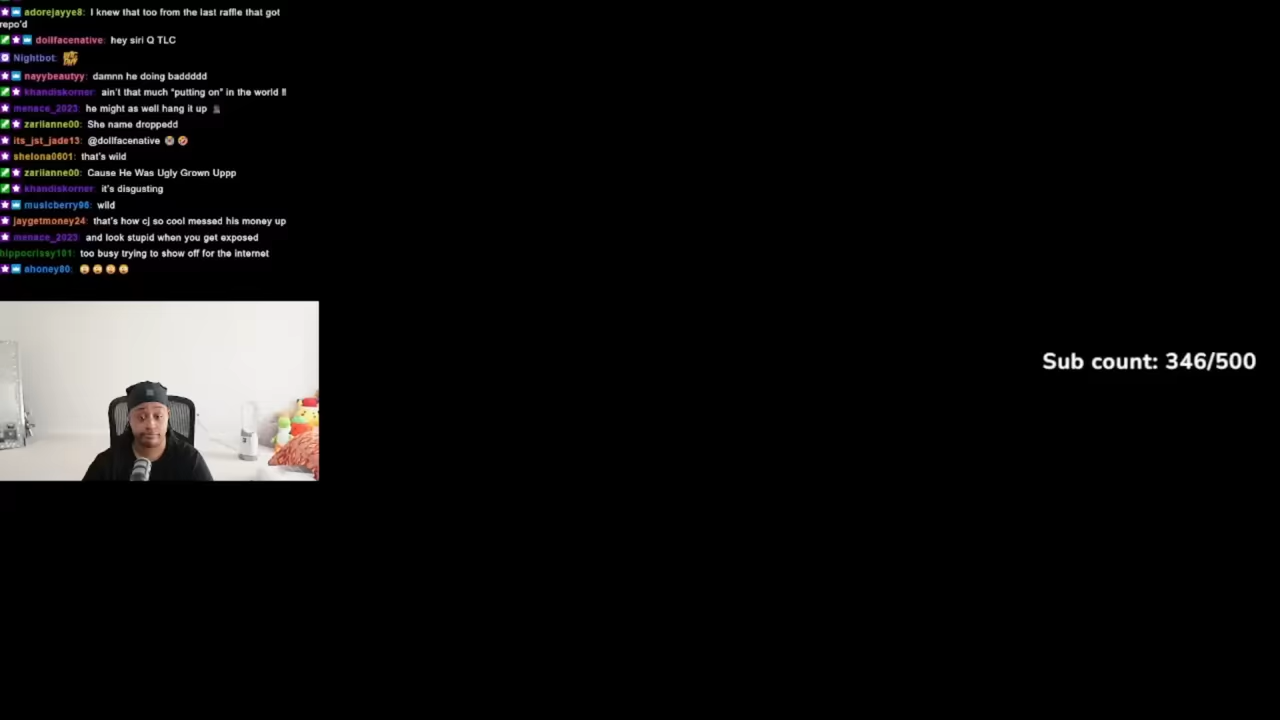 adorejayye8: I knew that too from the last raffle that got
repo'd
dollfacenative: hey siri Q TLC
Nightbot:
nayybeautyy: damnn he doing baddddd
khandiskorner: ain't that much "putting on" in the world ‼
menace_2023: he might as well hang it up
zariianne00: She name droppedd
its_jst_jade13: @dollfacenative
shelona0601: that's wild
zariianne00: Cause He Was Ugly Grown Uppp
khandiskorner: it's disgusting
musicberry96: wild
jaygetmoney24: that's how cj so cool messed his money up
menace_2023: and look stupid when you get exposed
hippocrissy101: too busy trying to show off for the internet
ahoney80: 😩😩😩😩
Sub count: 346/500